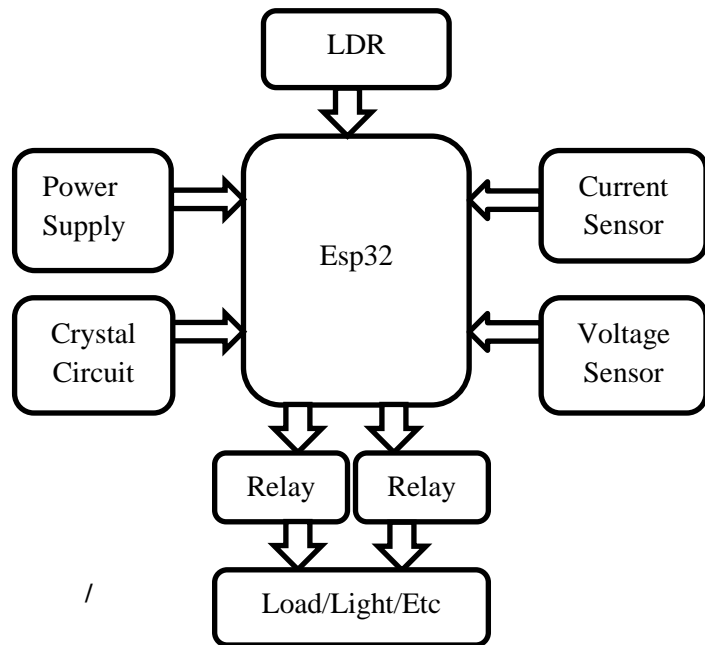 LDR
Power
Supply
Current
Sensor
Esp32
Crystal
Circuit
Voltage
Sensor
Relay
Relay
/
Load/Light/Etc